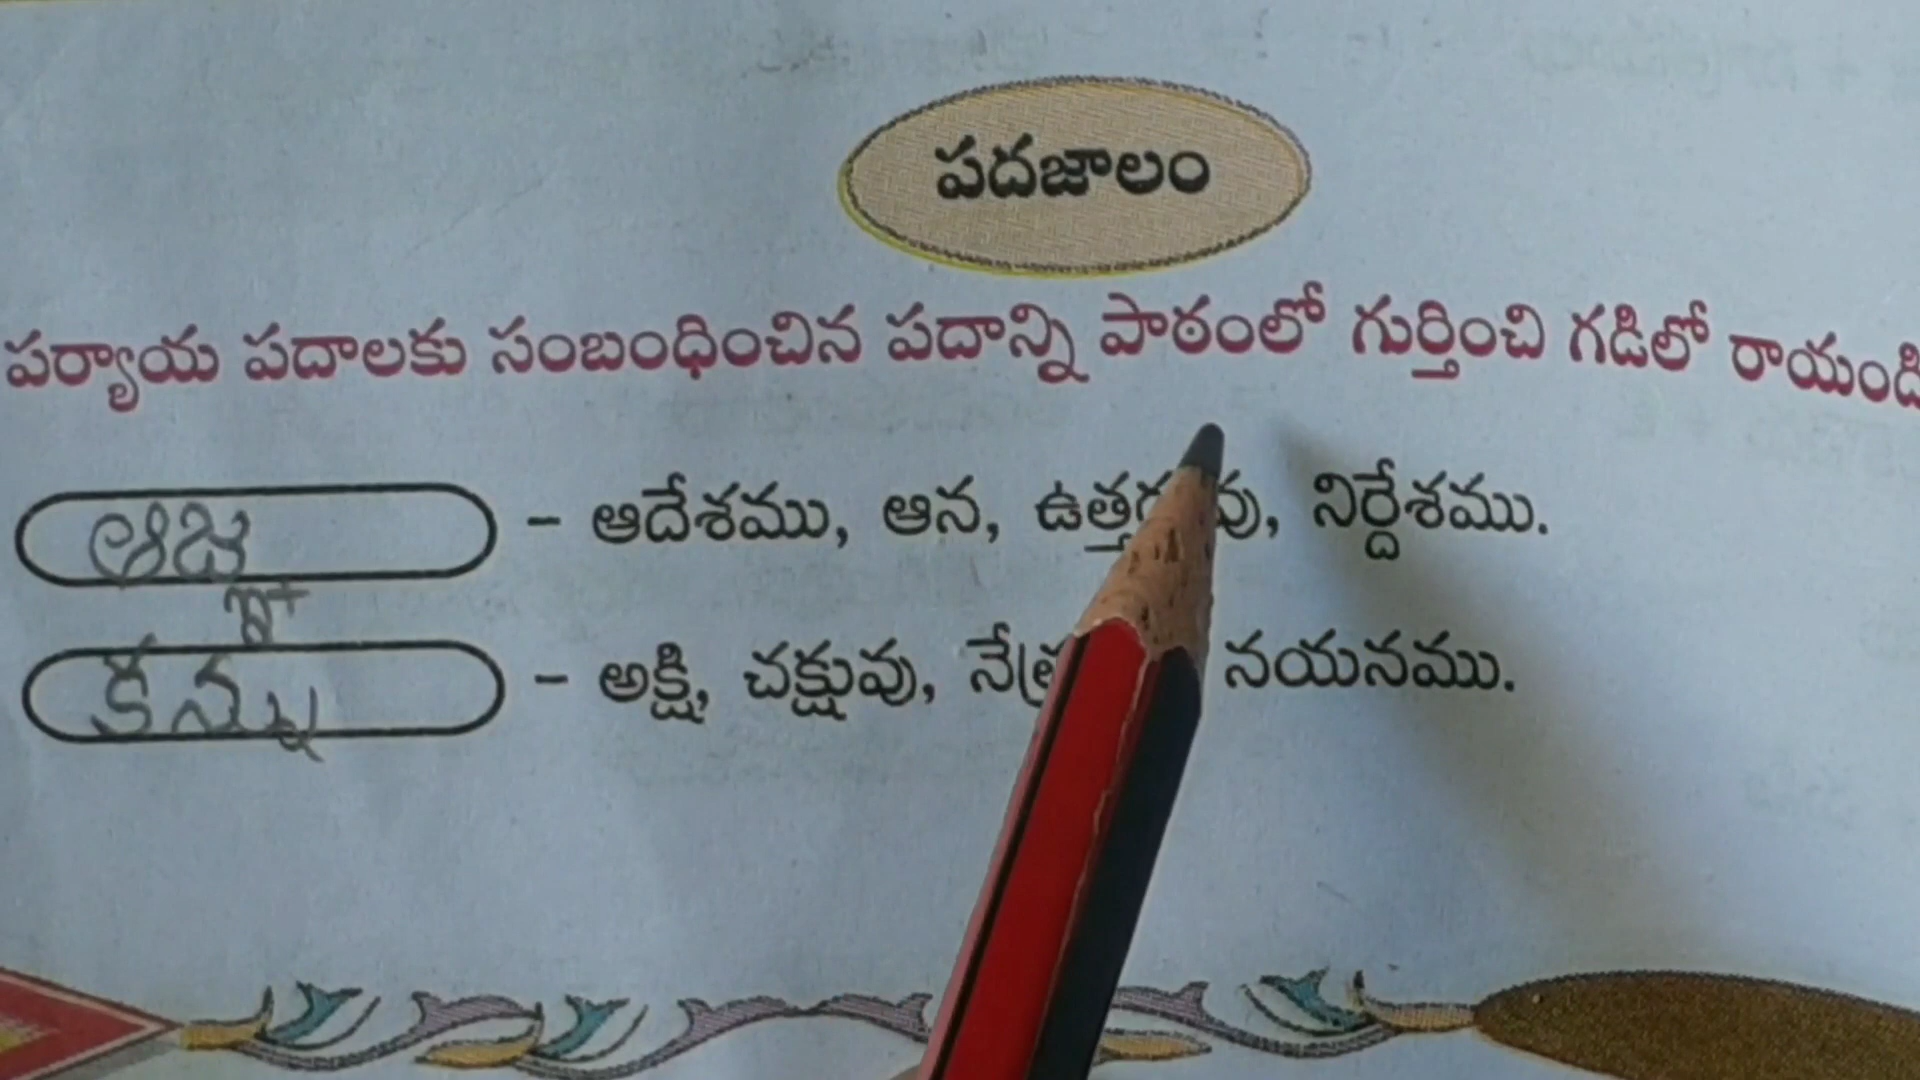 పదజాలం
పర్యాయ పదాలకు సంబంధించిన పదాన్ని పాఠంలో గుర్తించి గడిలో రాయండి
ఆజ్ఞ - ఆదేశము, ఆన, నిర్దేశము.
కన్ను - అక్షి, చక్షువు, నయనము.